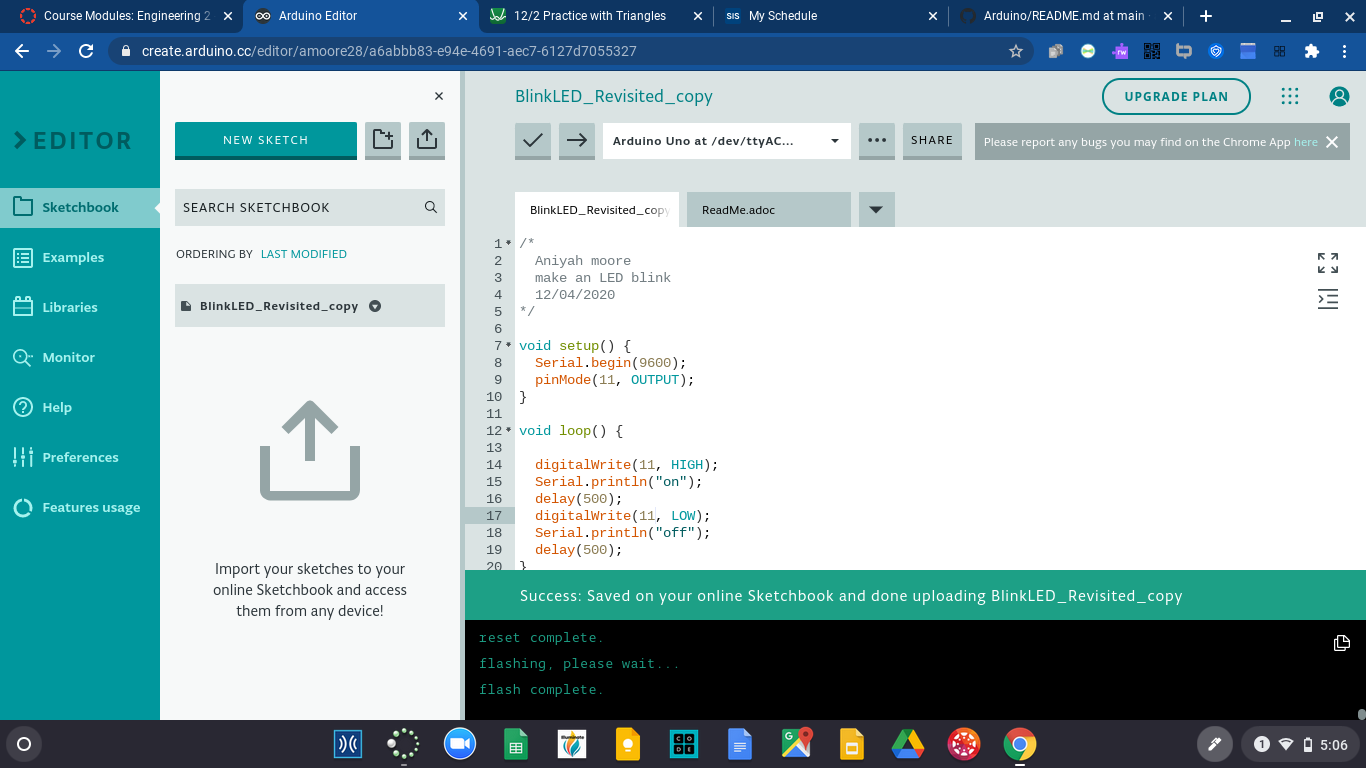 Course Modules: Engineering 2
Arduino Editor
12/2 Practice with Triangles
My Schedule
Arduino/README.md at main
create.arduino.cc/editor/amoore28/a6abbb83-e94e-4691-aec7-6127d7055327
EDITOR
Sketchbook
Examples
Libraries
Monitor
Help
Preferences
Features usage
NEW SKETCH
SEARCH SKETCHBOOK
ORDERING BY LAST MODIFIED
BlinkLED_Revisited_copy
Import your sketches to your
online Sketchbook and access
them from any device!
BlinkLED_Revisited_copy
UPGRADE PLAN
Arduino Uno at /dev/ttyAC...
SHARE
Please report any bugs you may find on the Chrome App here
BlinkLED_Revisited_copy
ReadMe.adoc
1 /*
2 Aniyah moore
3 make an LED blink
4 12/04/2020
5 */
6
7 void setup() {
8 Serial.begin(9600);
9 pinMode(11, OUTPUT);
10 }
11
12 void loop() {
13
14 digitalWrite(11, HIGH);
15 Serial.println("on");
16 delay(500);
17 digitalWrite(11, LOW);
18 Serial.println("off");
19 delay(500);
20 }
Success: Saved on your online Sketchbook and done uploading BlinkLED_Revisited_copy
reset complete.
flashing, please wait...
flash complete.
1
5:06